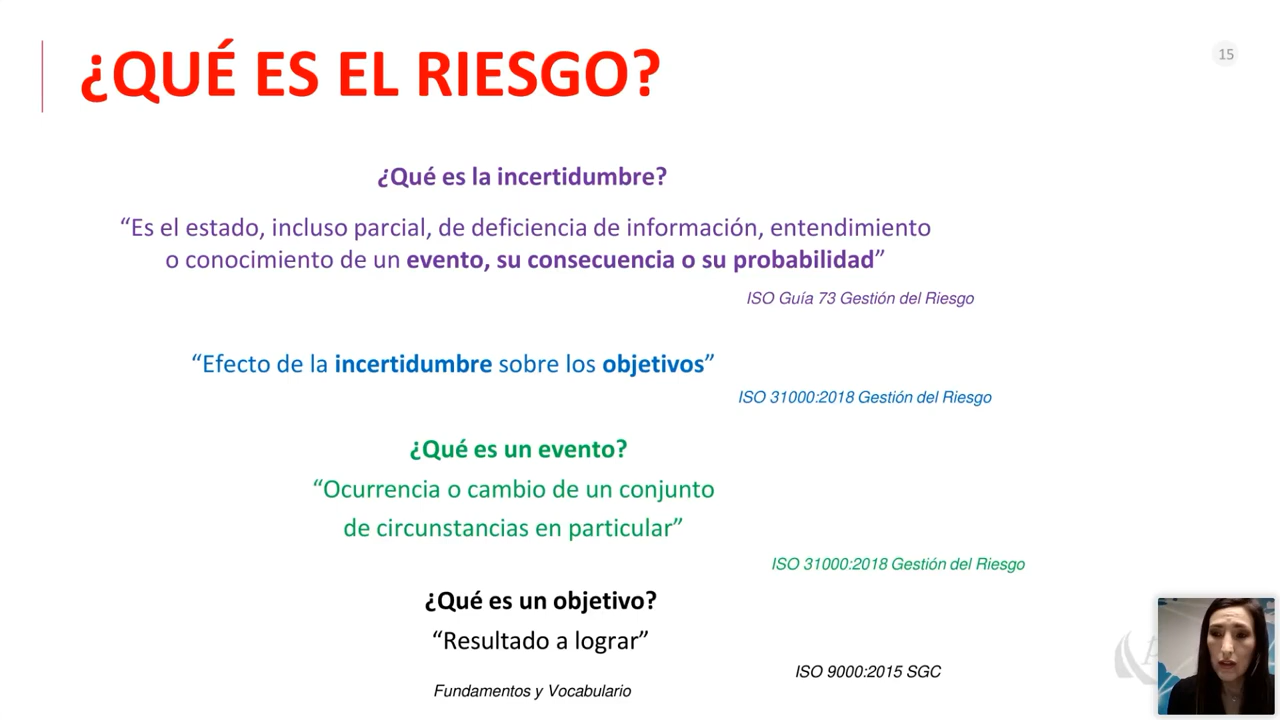 ¿QUÉ ES EL RIESGO?
15
¿Qué es la incertidumbre?
“Es el estado, incluso parcial, de deficiencia de información, entendimiento
o conocimiento de un evento, su consecuencia o su probabilidad”
ISO Guía 73 Gestión del Riesgo
“Efecto de la incertidumbre sobre los objetivos”
ISO 31000:2018 Gestión del Riesgo
¿Qué es un evento?
“Ocurrencia o cambio de un conjunto
de circunstancias en particular”
ISO 31000:2018 Gestión del Riesgo
¿Qué es un objetivo?
“Resultado a lograr”
ISO 9000:2015 SGC
Fundamentos y Vocabulario